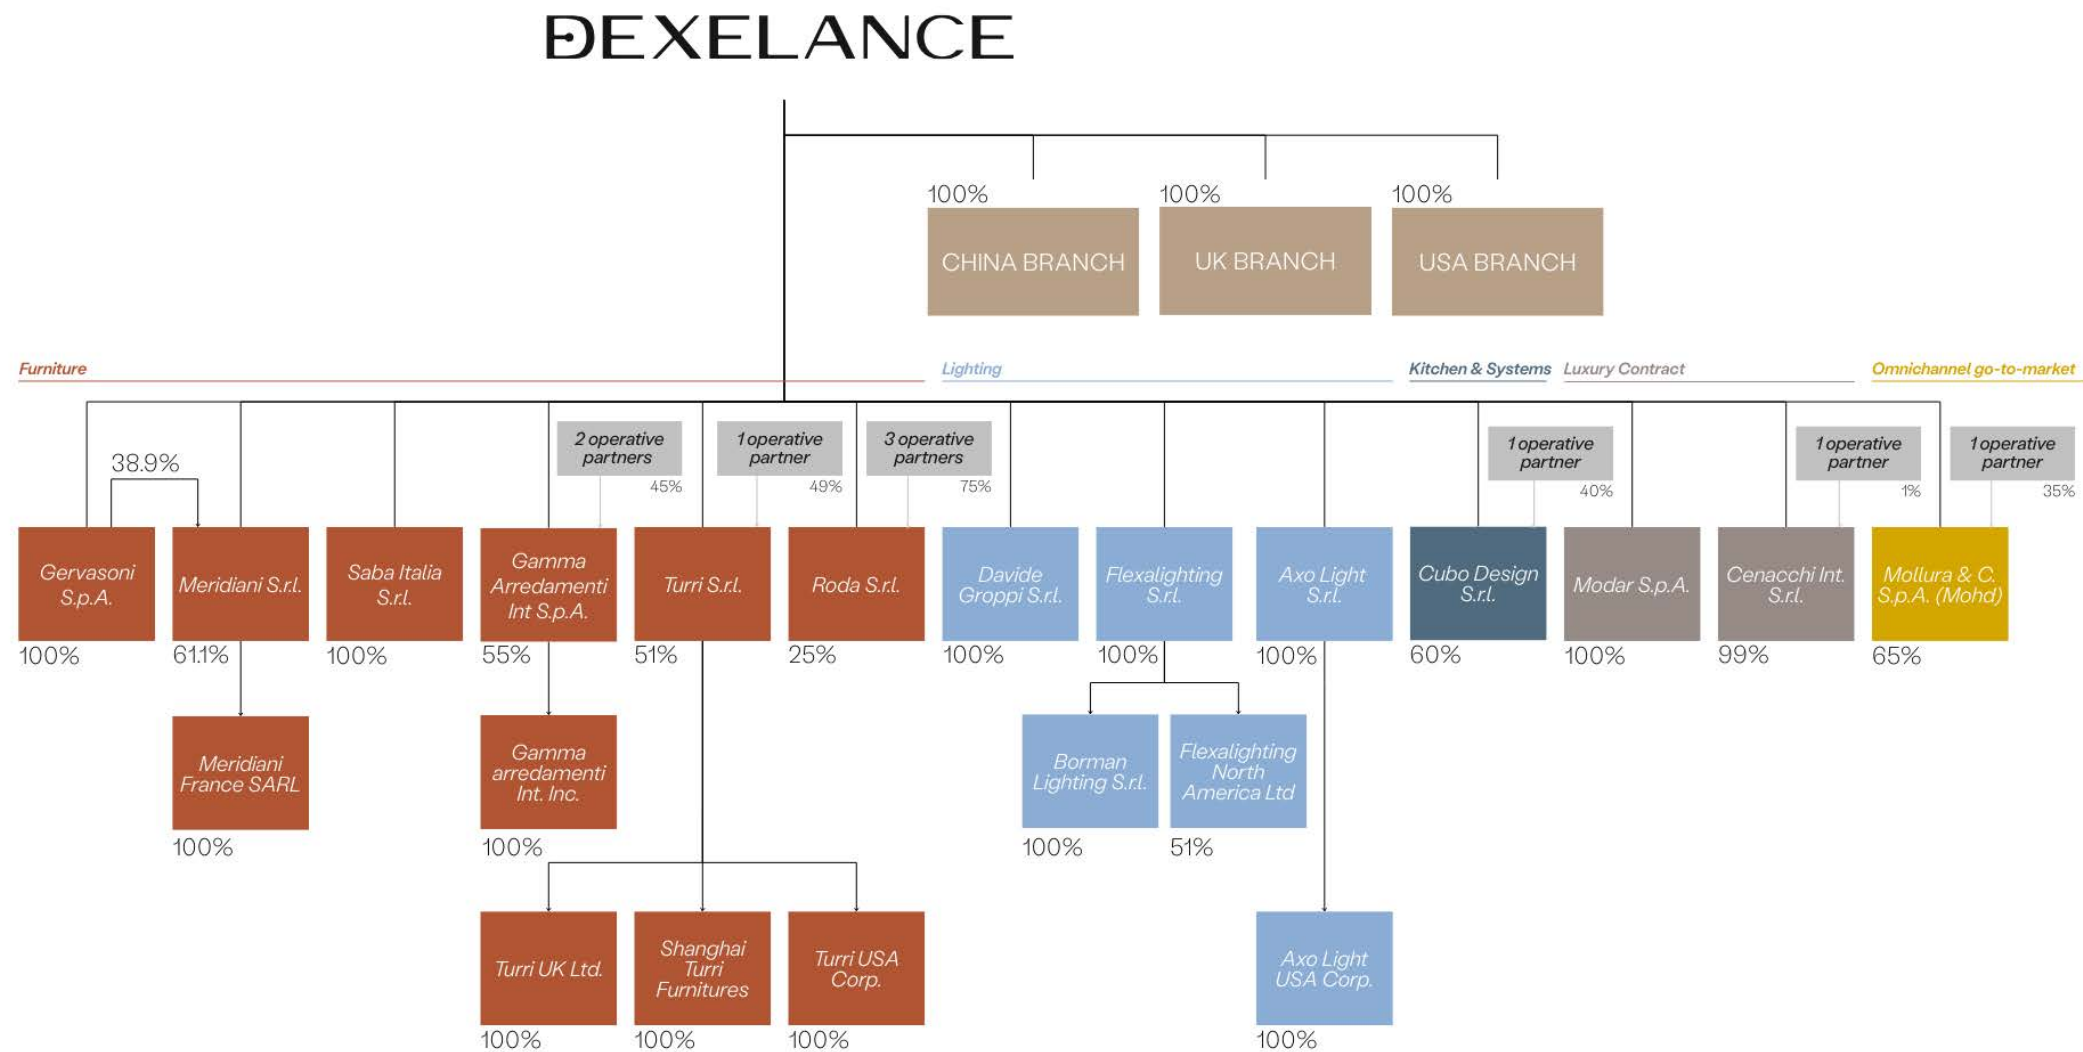 DEXELANCE
100%
100%
100%
CHINA BRANCH
UK BRANCH
USA BRANCH
Furniture
Lighting
Kitchen & Systems
Luxury Contract
Omnichannel go-to-market
38.9%
2 operative
partners
45%
1 operative
partner
49%
3 operative
partners
75%
1 operative
partner
40%
1 operative
partner
1%
1 operative
partner
35%
Gervasoni
S.p.A.
100%
Meridiani S.r.l.
61.1%
Saba Italia
S.r.l.
100%
Gamma
Arredamenti
Int S.p.A.
55%
Turri S.r.l.
51%
Roda S.r.l.
25%
Davide
Groppi S.r.l.
100%
Flexalighting
S.r.l.
100%
Axo Light
S.r.l.
100%
Cubo Design
S.r.l.
60%
Modar S.p.A.
100%
Cenacchi Int.
S.r.l.
99%
Mollura & C.
S.p.A. (Mohd)
65%
Meridiani
France SARL
100%
Gamma
arredamenti
Int. Inc.
100%
Borman
Lighting S.r.l.
100%
Flexalighting
North
America Ltd
51%
Turri UK Ltd.
100%
Shanghai
Turri
Furnitures
100%
Turri USA
Corp.
100%
Axo Light
USA Corp.
100%